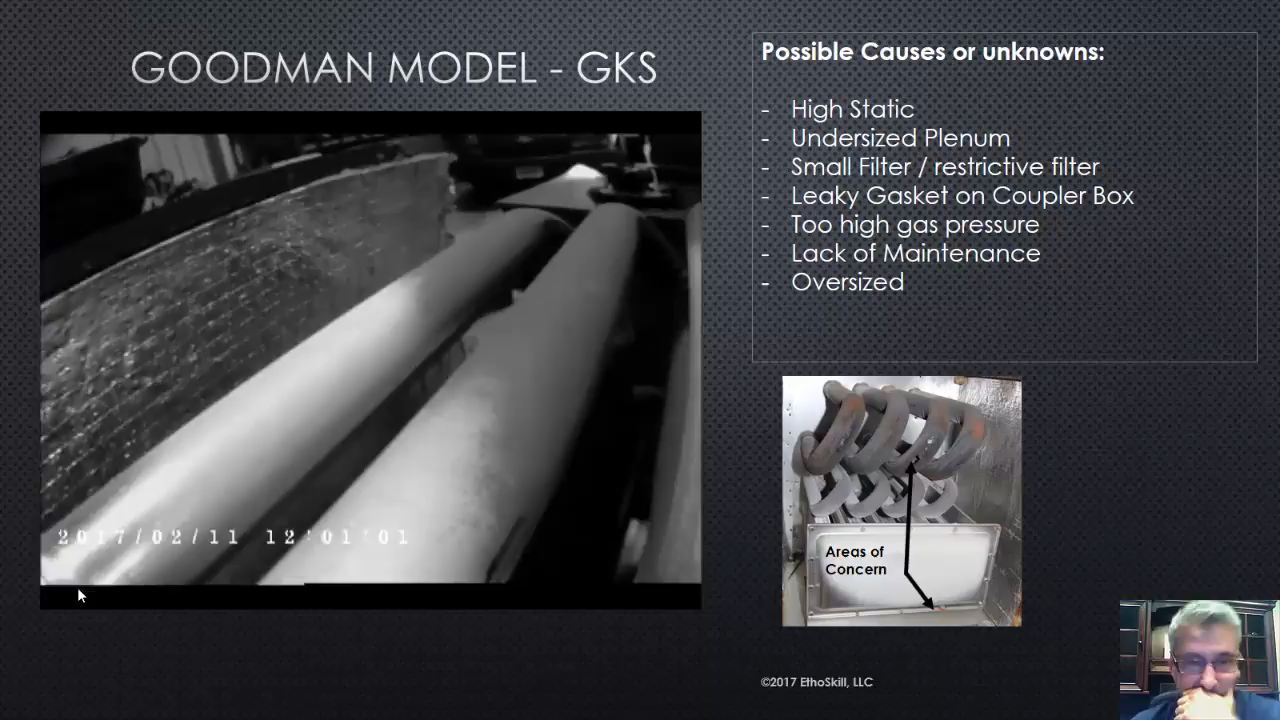 GOODMAN MODEL - GKS
Possible Causes or unknowns:
- High Static
- Undersized Plenum
- Small Filter / restrictive filter
- Leaky Gasket on Coupler Box
- Too high gas pressure
- Lack of Maintenance
- Oversized
2017/02/11 12:01:01
Areas of
Concern
©2017 EthoSkill, LLC